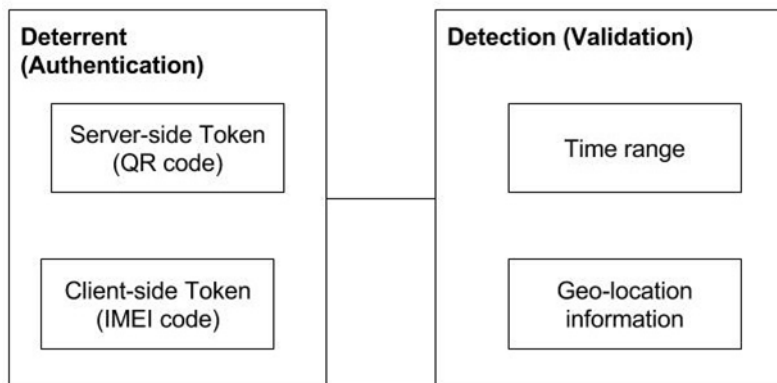 Deterrent
(Authentication)
Server-side Token
(QR code)
Client-side Token
(IMEI code)
Detection (Validation)
Time range
Geo-location
information